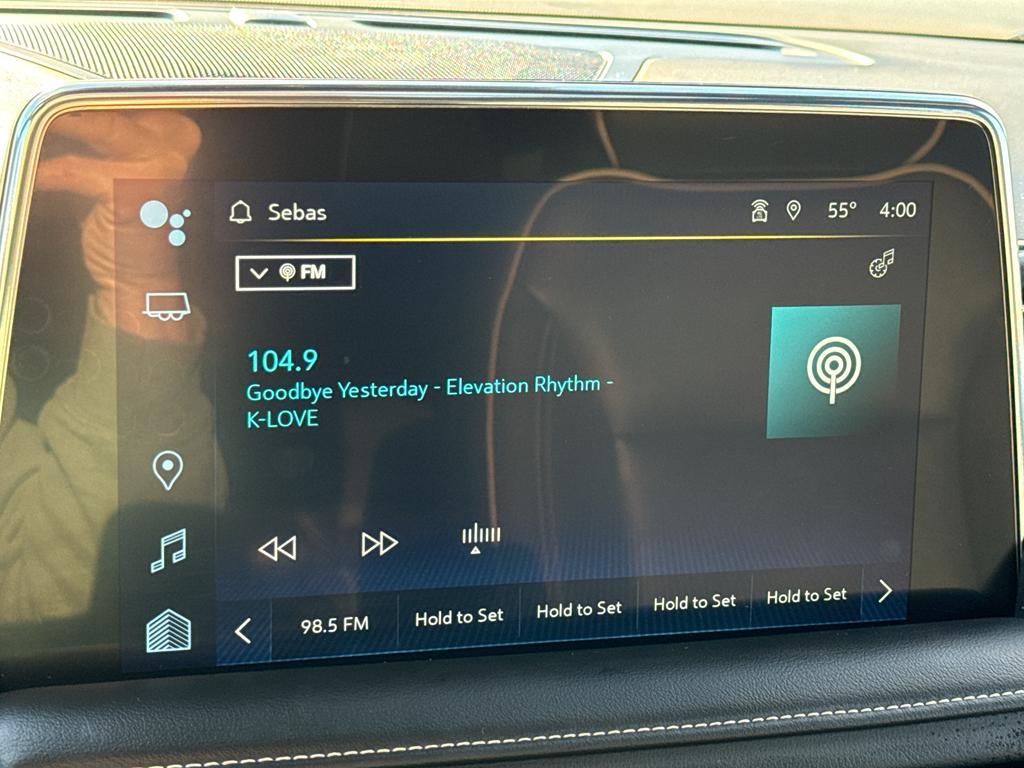 Sebas
55° 4:00
FM
104.9
Goodbye Yesterday - Elevation Rhythm -
K-LOVE
98.5 FM Hold to Set Hold to Set Hold to Set Hold to Set